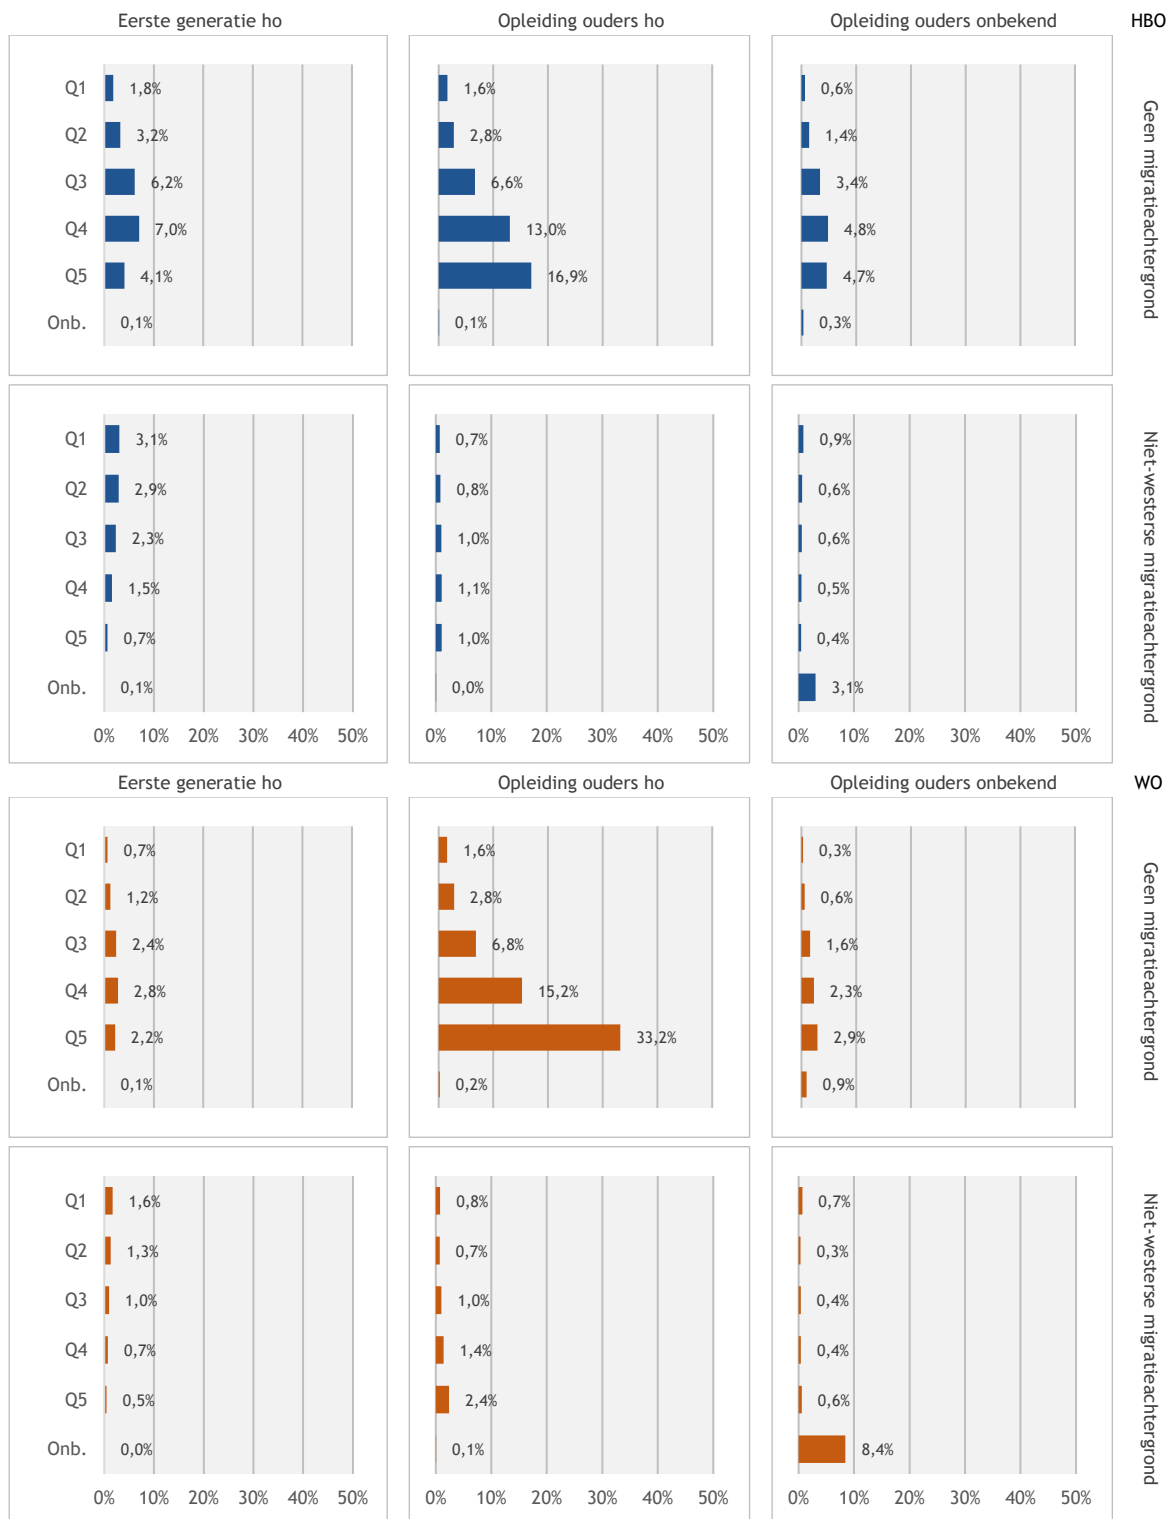 Eerste generatie ho Opleiding ouders ho Opleiding ouders onbekend HBO
Q1 1,8% 1,6% 0,6%
Q2 3,2% 2,8% 1,4%
Q3 6,2% 6,6% 3,4%
Q4 7,0% 13,0% 4,8%
Q5 4,1% 16,9% 4,7%
Onb. 0,1% 0,1% 0,3%
Geen migratieachtergrond
Q1 3,1% 0,7% 0,9%
Q2 2,9% 0,8% 0,6%
Q3 2,3% 1,0% 0,6%
Q4 1,5% 1,1% 0,5%
Q5 0,7% 1,0% 0,4%
Onb. 0,1% 0,0% 3,1%
0% 10% 20% 30% 40% 50% 0% 10% 20% 30% 40% 50% 0% 10% 20% 30% 40% 50%
Niet-westerse migratieachtergrond
Eerste generatie ho Opleiding ouders ho Opleiding ouders onbekend WO
Q1 0,7% 1,6% 0,3%
Q2 1,2% 2,8% 0,6%
Q3 2,4% 6,8% 1,6%
Q4 2,8% 15,2% 2,3%
Q5 2,2% 33,2% 2,9%
Onb. 0,1% 0,2% 0,9%
Geen migratieachtergrond
Q1 1,6% 0,8% 0,7%
Q2 1,3% 0,7% 0,3%
Q3 1,0% 1,0% 0,4%
Q4 0,7% 1,4% 0,4%
Q5 0,5% 2,4% 0,6%
Onb. 0,0% 0,1% 8,4%
0% 10% 20% 30% 40% 50% 0% 10% 20% 30% 40% 50% 0% 10% 20% 30% 40% 50%
Niet-westerse migratieachtergrond